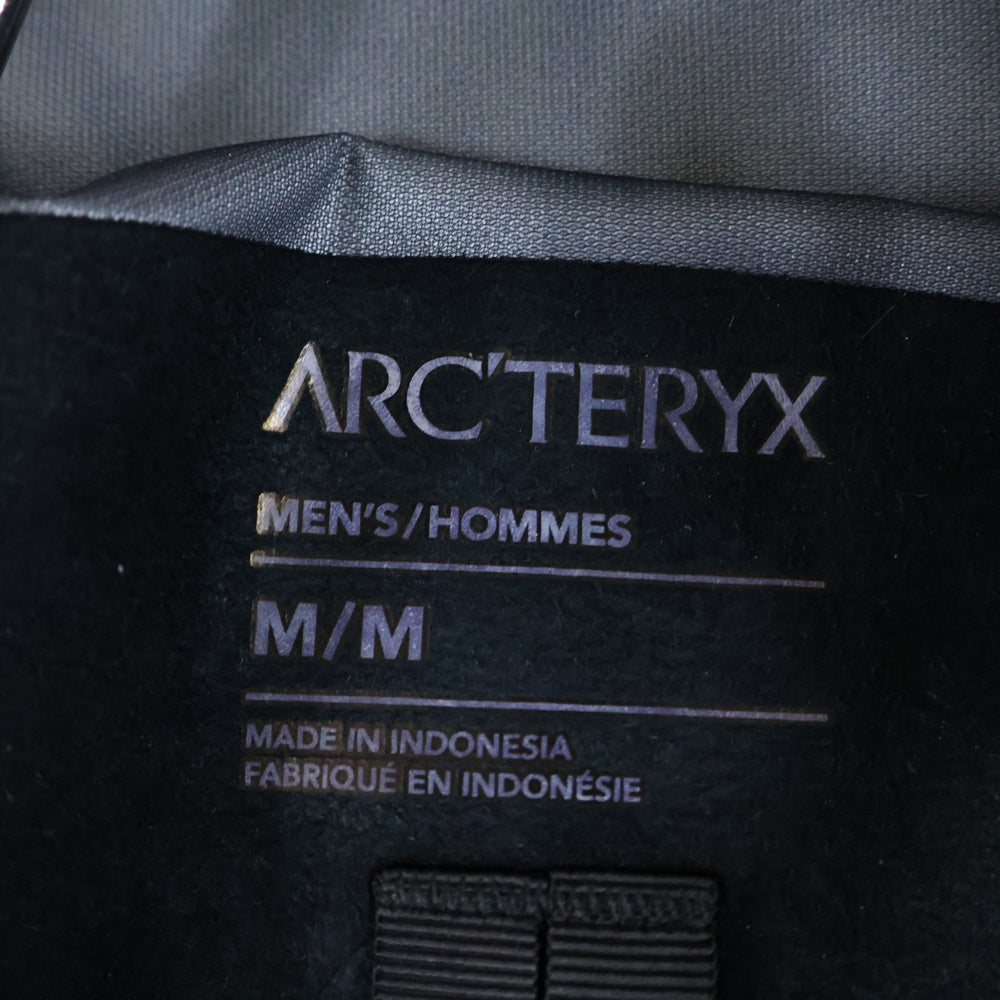 ARC'TERYX
MEN'S/HOMMES
M/M
MADE IN INDONESIA
FABRIQUÉ EN INDONÉSIE